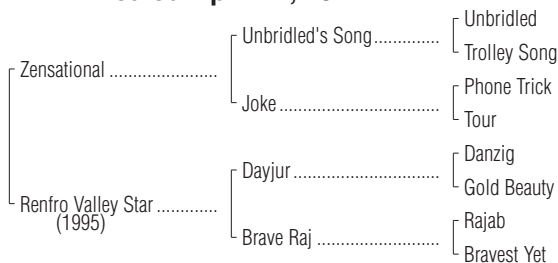 Unbridled
Unbridled's Song..............
Trolley Song
Zensational .......................
Phone Trick
Joke ..................................
Tour
Danzig
Dayjur ...............................
Gold Beauty
Renfro Valley Star .............
(1995)
Rajab
Brave Raj ..........................
Bravest Yet